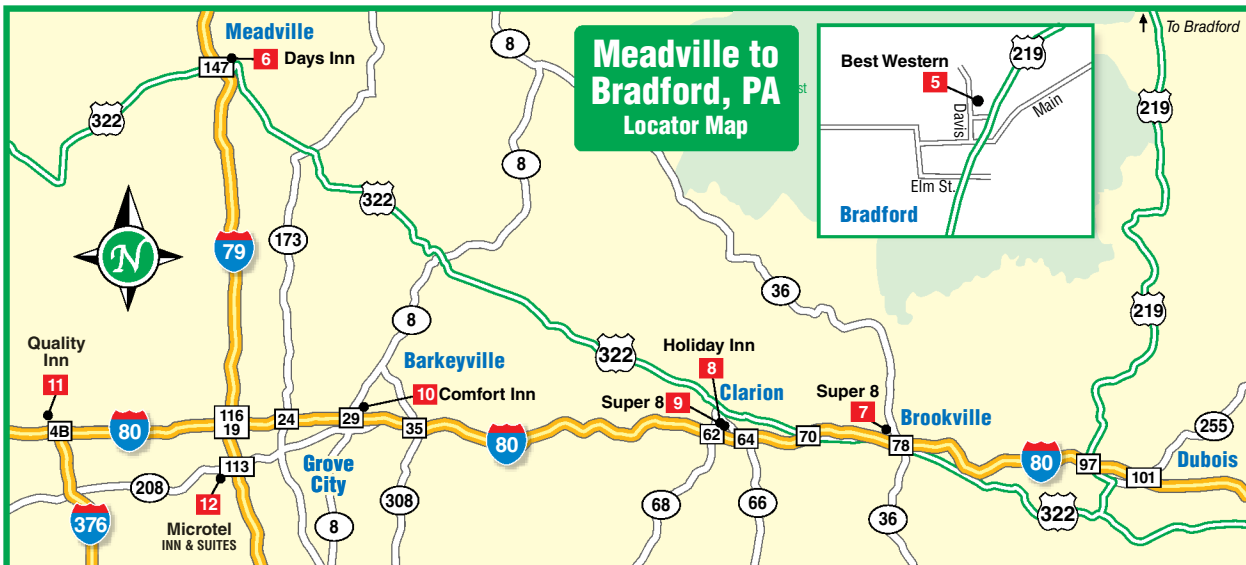 Meadville to
Bradford, PA
Locator Map
st
Meadville
6 Days Inn
147
322
8
8
322
173
79
N
36
8
To Bradford
219
219
Best Western
5
219
Davis
Main
Elm St.
Bradford
Quality
Inn
11
4B
80
376
116
19
24
Barkeyville
10 Comfort Inn
29
35
113
208
12
Microtel
INN & SUITES
Grove
City
8
308
80
322
Holiday Inn
8
Clarion
Super 8 9
62
64
70
68
66
Super 8
7
Brookville
78
36
80
97
101
255
Dubois
322